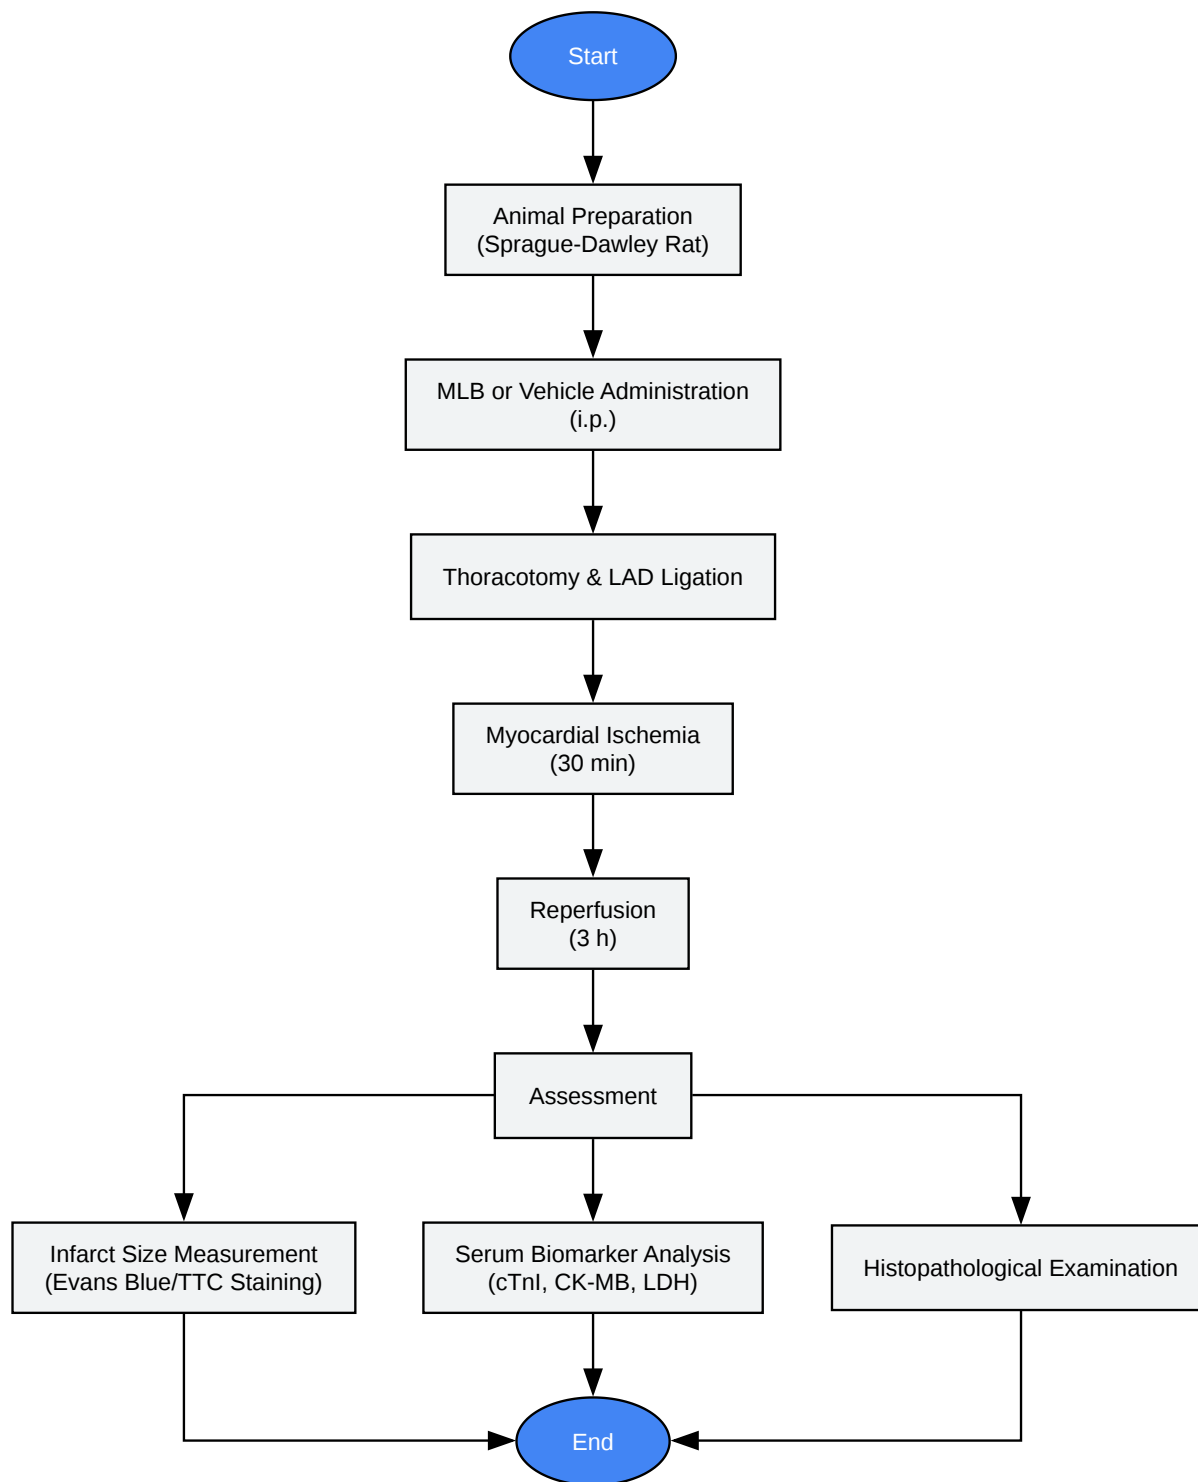 Start
Animal Preparation
(Sprague-Dawley Rat)
MLB or Vehicle Administration
(i.p.)
Thoracotomy & LAD Ligation
Myocardial Ischemia
(30 min)
Reperfusion
(3 h)
Assessment
Infarct Size Measurement
(Evans Blue/TTC Staining)
Serum Biomarker Analysis
(cTnI, CK-MB, LDH)
Histopathological Examination
End